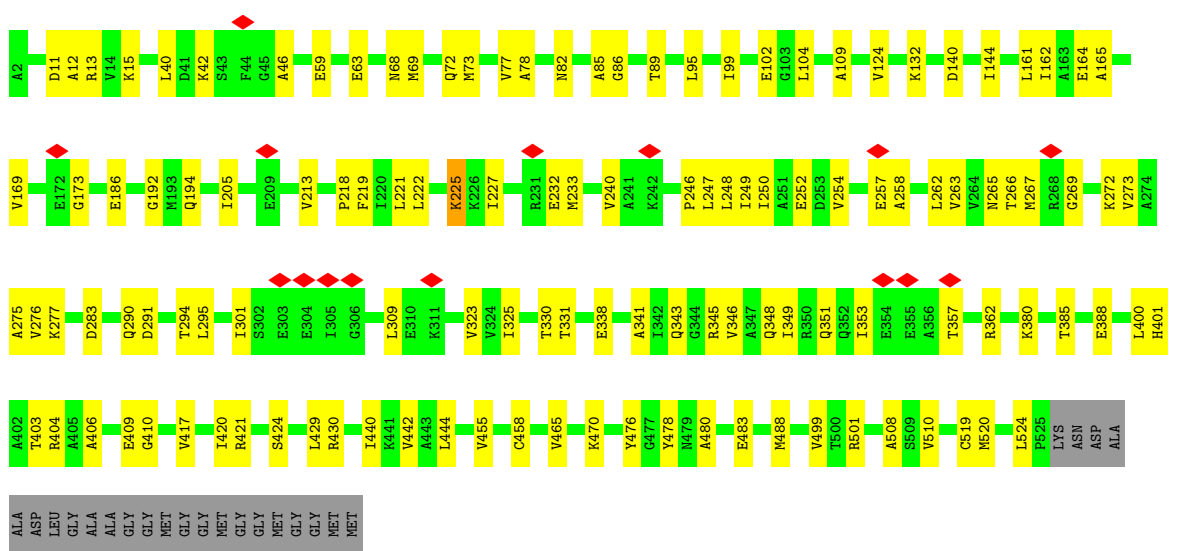 A2 D11 A12 R13 V14 K15 L40 D41 K42 S43 F44 G45 A46 E59 E63 N68 M69 Q72 M73 V77 A78 N82 A85 G86 T89 L95 I99 E102 G103 L104 A109 V124 K132 D140 I144 L161 I162 A163 E164 A165
V169 E172 G173 E186 G192 M193 Q194 I205 E209 V213 P218 F219 I220 L221 L222 K225 K226 I227 R231 E232 M233 V240 A241 K242 P246 L247 L248 I249 I250 A251 E252 D253 V254 E257 A258 L262 V263 V264 N265 T266 M267 R268 G269 K272 V273 A274
A275 V276 K277 D283 Q290 D291 T294 L295 I301 S302 E303 E304 I305 G306 L309 E310 K311 V323 V324 I325 T330 T331 E338 A341 I342 Q343 G344 R345 V346 A347 Q348 I349 R350 Q351 Q352 I353 E354 E355 A356 T357 R362 K380 T385 E388 L400 H401
A402 T403 R404 A405 A406 E409 G410 V417 I420 R421 S424 L429 R430 I440 K441 V442 A443 L444 V455 C458 V465 K470 Y476 G477 Y478 N479 A480 E483 M488 V499 T500 R501 A508 S509 V510 C519 M520 L524 P525 LYS ASN ASP ALA
ALA ASP LEU GLY ALA ALA GLY GLY MET GLY GLY MET GLY GLY MET GLY GLY MET MET